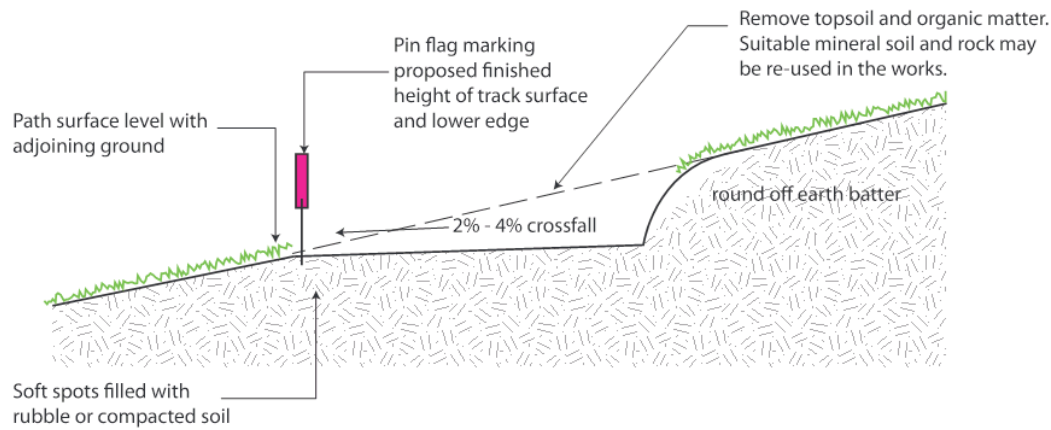 Remove topsoil and organic matter.
Suitable mineral soil and rock may
be re-used in the works.
Pin flag marking
proposed finished
height of track surface
and lower edge
Path surface level with
adjoining ground
round off earth batter
2% - 4% crossfall
Soft spots filled with
rubble or compacted soil